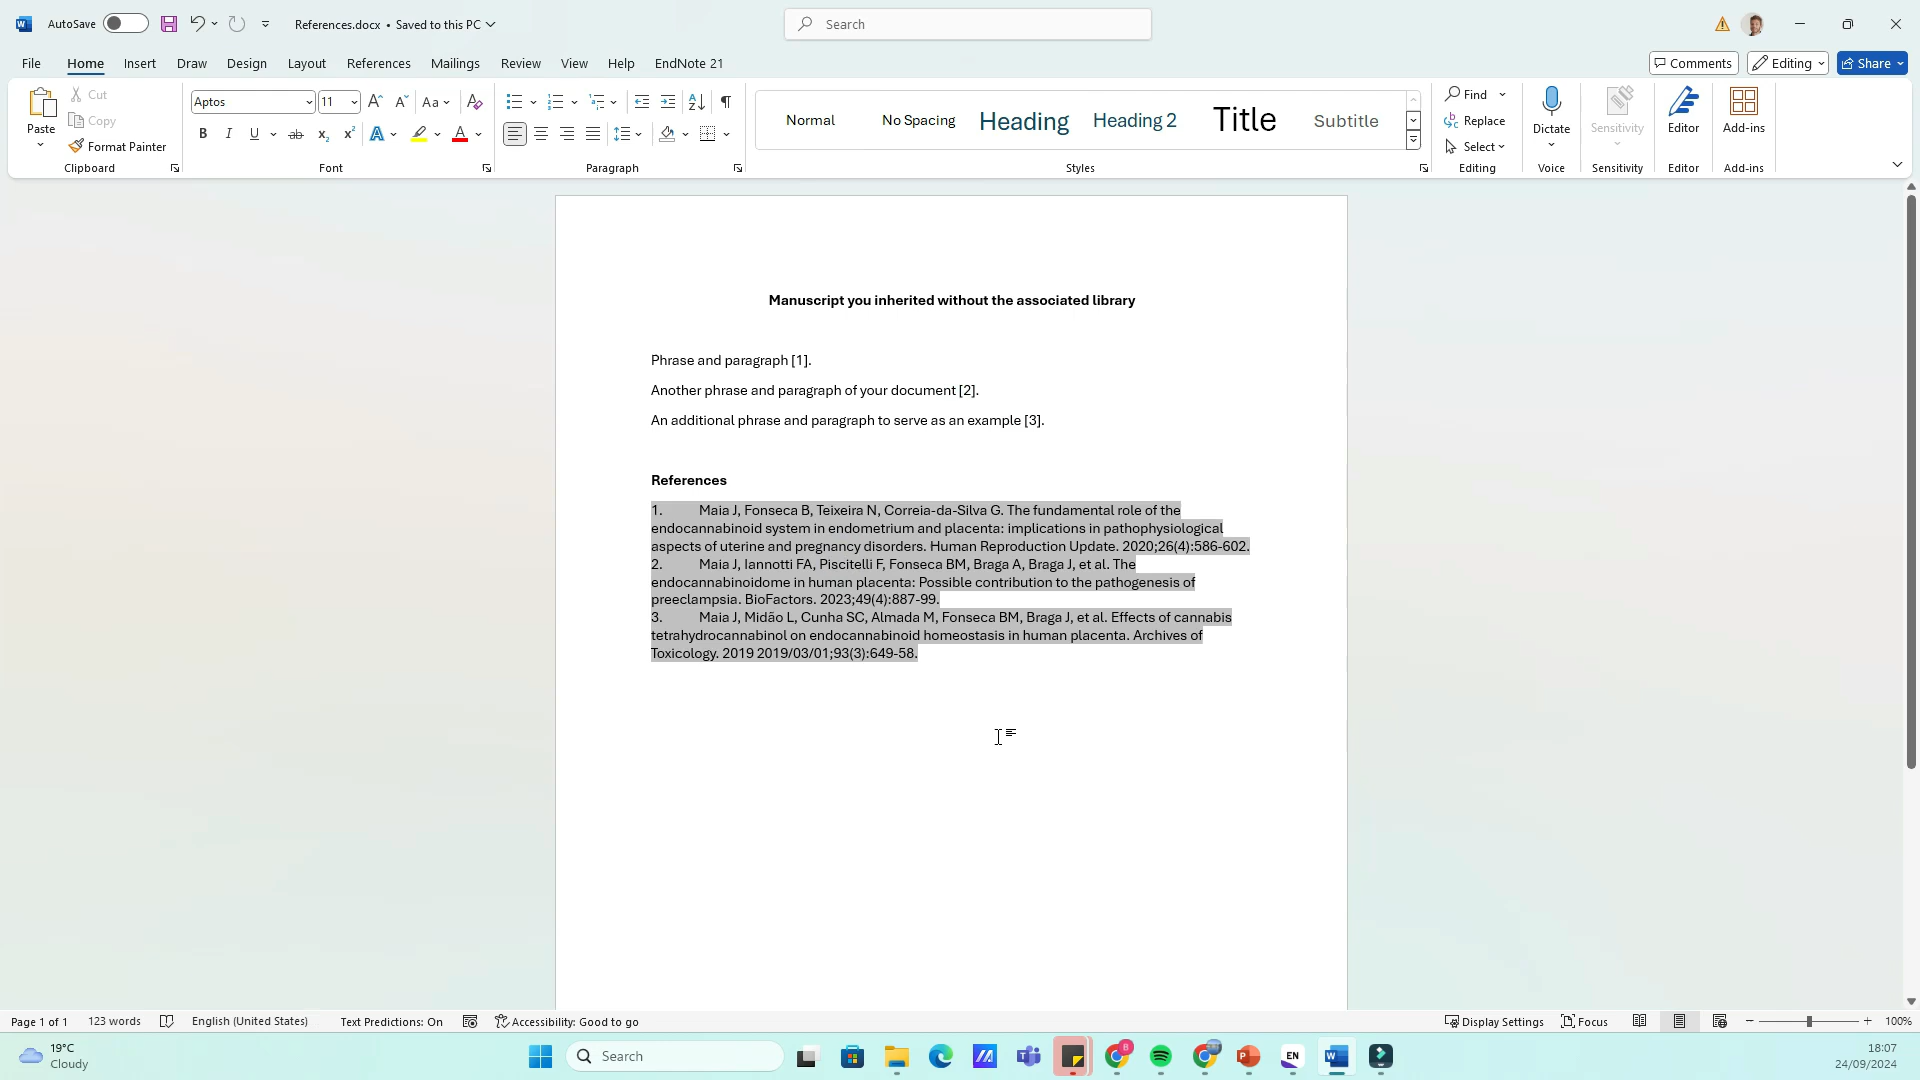 AutoSave
References.docx • Saved to this PC
Search
File Home Insert Draw Design Layout References Mailings Review View Help EndNote 21
Comments Editing Share
Paste
Cut
Copy
Format Painter
Clipboard
Aptos 11
Font
Paragraph
Normal No Spacing Heading Heading 2 Title Subtitle
Styles
Find
Replace
Select
Editing
Dictate
Voice
Sensitivity
Sensitivity
Editor
Editor
Add-ins
Add-ins
Manuscript you inherited without the associated library
Phrase and paragraph [1].
Another phrase and paragraph of your document [2].
An additional phrase and paragraph to serve as an example [3].
References
1. Maia J, Fonseca B, Teixeira N, Correia-da-Silva G. The fundamental role of the
endocannabinoid system in endometrium and placenta: implications in pathophysiological
aspects of uterine and pregnancy disorders. Human Reproduction Update. 2020;26(4):586-602.
2. Maia J, Iannotti FA, Piscitelli F, Fonseca BM, Braga A, Braga J, et al. The
endocannabinoidome in human placenta: Possible contribution to the pathogenesis of
preeclampsia. BioFactors. 2023;49(4):887-99.
3. Maia J, Midão L, Cunha SC, Almada M, Fonseca BM, Braga J, et al. Effects of cannabis
tetrahydrocannabinol on endocannabinoid homeostasis in human placenta. Archives of
Toxicology. 2019 2019/03/01;93(3):649-58.
Page 1 of 1 123 words English (United States) Text Predictions: On Accessibility: Good to go Display Settings Focus 100%
19°C
Cloudy
Search
EN
18:07
24/09/2024